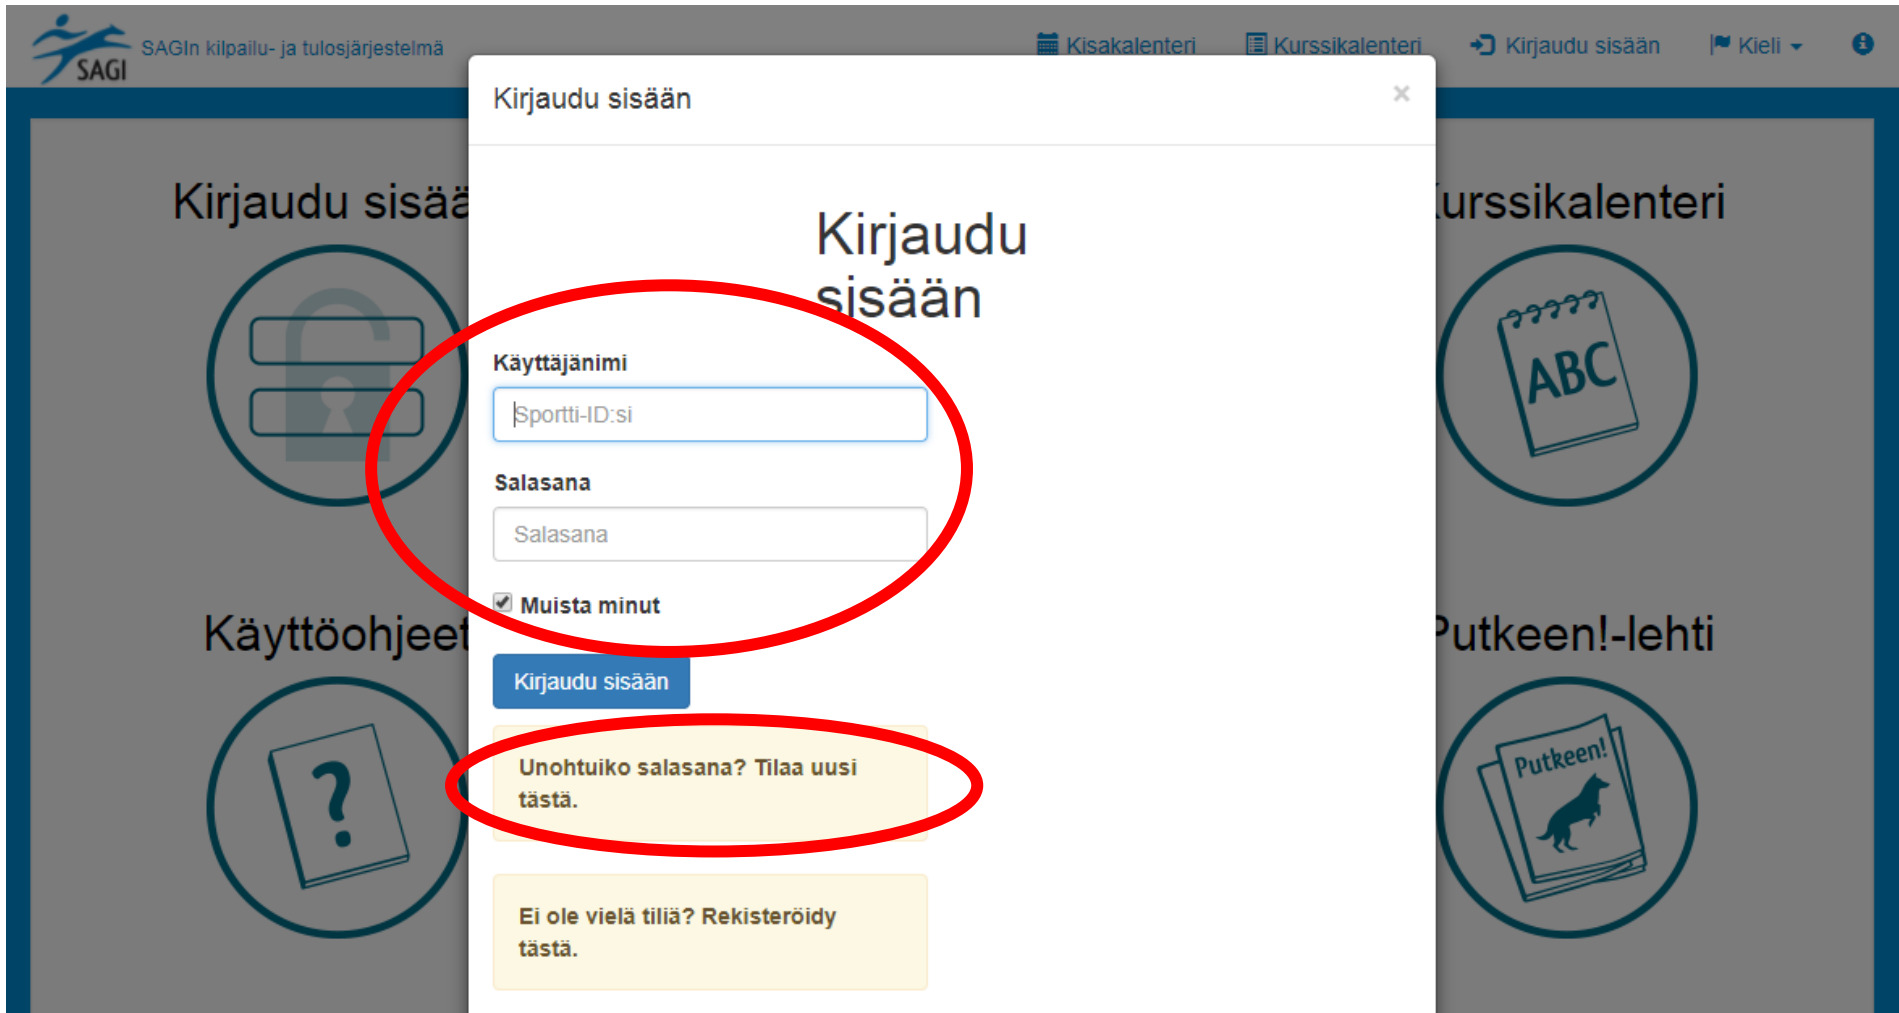 SAGI
SAGIn kilpailu- ja tulosjärjestelmä
Kisakalenteri
Kurssikalenteri
Kirjaudu sisään
Kieli
Kirjaudu sisään
×
Kirjaudu sisää
urssikalenteri
ABC
Kirjaudu
sisään
Käyttäjänimi
Sportti-ID:si
Salasana
Salasana
Muista minut
Kirjaudu sisään
Käyttöohjeet
?
Putkeen!-lehti
Putkeen!
Unohtuiko salasana? Tilaa uusi
tästä.
Ei ole vielä tiliä? Rekisteröidy
tästä.